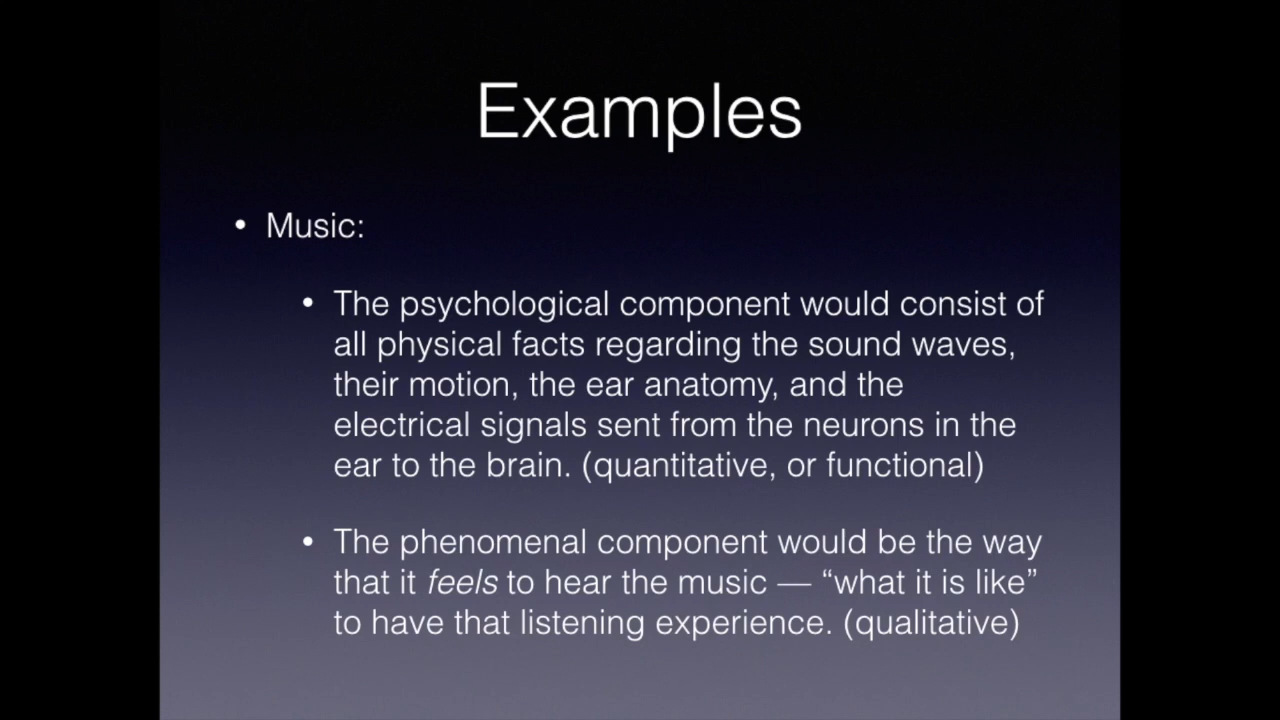 Examples
• Music:
• The psychological component would consist of
all physical facts regarding the sound waves,
their motion, the ear anatomy, and the
electrical signals sent from the neurons in the
ear to the brain. (quantitative, or functional)
• The phenomenal component would be the way
that it feels to hear the music — “what it is like”
to have that listening experience. (qualitative)